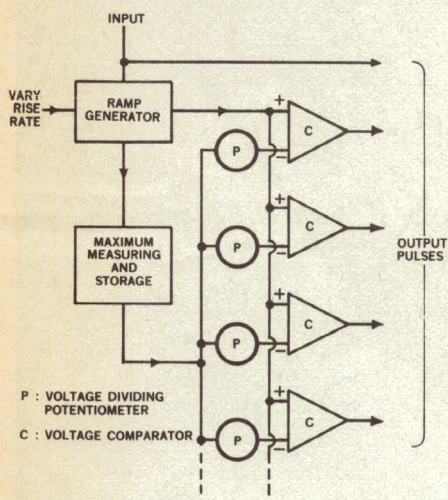 INPUT
VARY
RISE
RATE
RAMP
GENERATOR
+
C
P
−
MAXIMUM
MEASURING
AND
STORAGE
+
C
P
−
OUTPUT
PULSES
+
C
P
−
P : VOLTAGE DIVIDING
POTENTIOMETER
C : VOLTAGE COMPARATOR
+
C
P
−